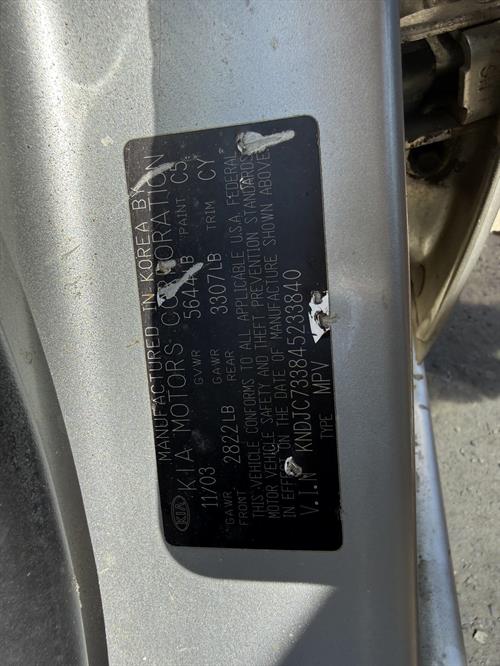 MANUFACTURED IN KOREA BY
KIA KIA MOTORS CORPORATION
11/03 GVWR 5644LB PAINT C5
GAWR FRONT 2822LB GAWR REAR 3307LB TRIM CY
THIS VEHICLE CONFORMS TO ALL APPLICABLE U.S.A. FEDERAL
MOTOR VEHICLE SAFETY AND THEFT PREVENTION STANDARDS
IN EFFECT ON THE DATE OF MANUFACTURE SHOWN ABOVE
V.I.N KNDJC733845233840
TYPE MPV